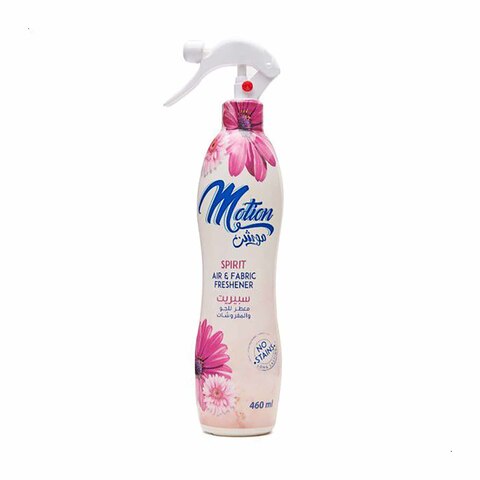 Motion
موشن
SPIRIT
AIR & FABRIC
FRESHENER
سبيريت
معطر للجو
والمفروشات
NO
STAINS
460 ml